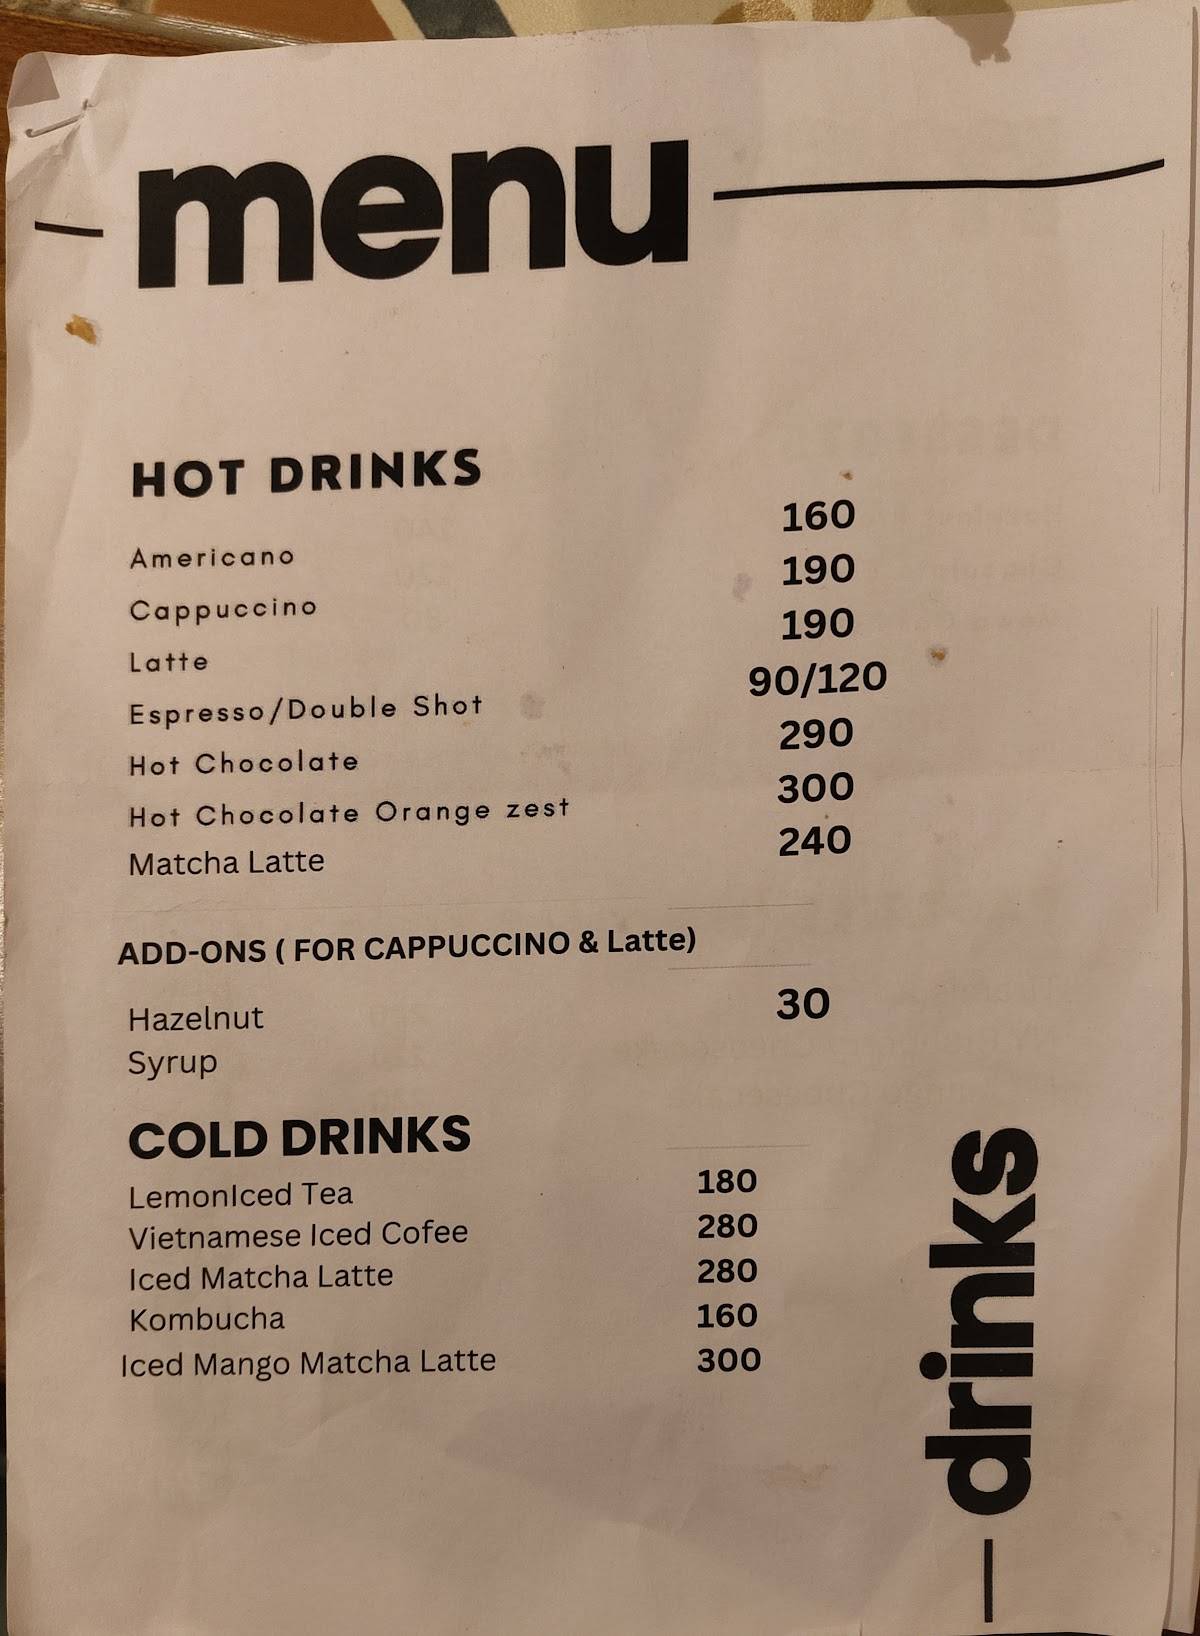 menu
HOT DRINKS
Americano 160
Cappuccino 190
Latte 190
Espresso/Double Shot 90/120
Hot Chocolate 290
Hot Chocolate Orange zest 300
Matcha Latte 240
ADD-ONS ( FOR CAPPUCCINO & Latte)
Hazelnut 30
Syrup
COLD DRINKS
LemonIced Tea 180
Vietnamese Iced Cofee 280
Iced Matcha Latte 280
Kombucha 160
Iced Mango Matcha Latte 300
drinks